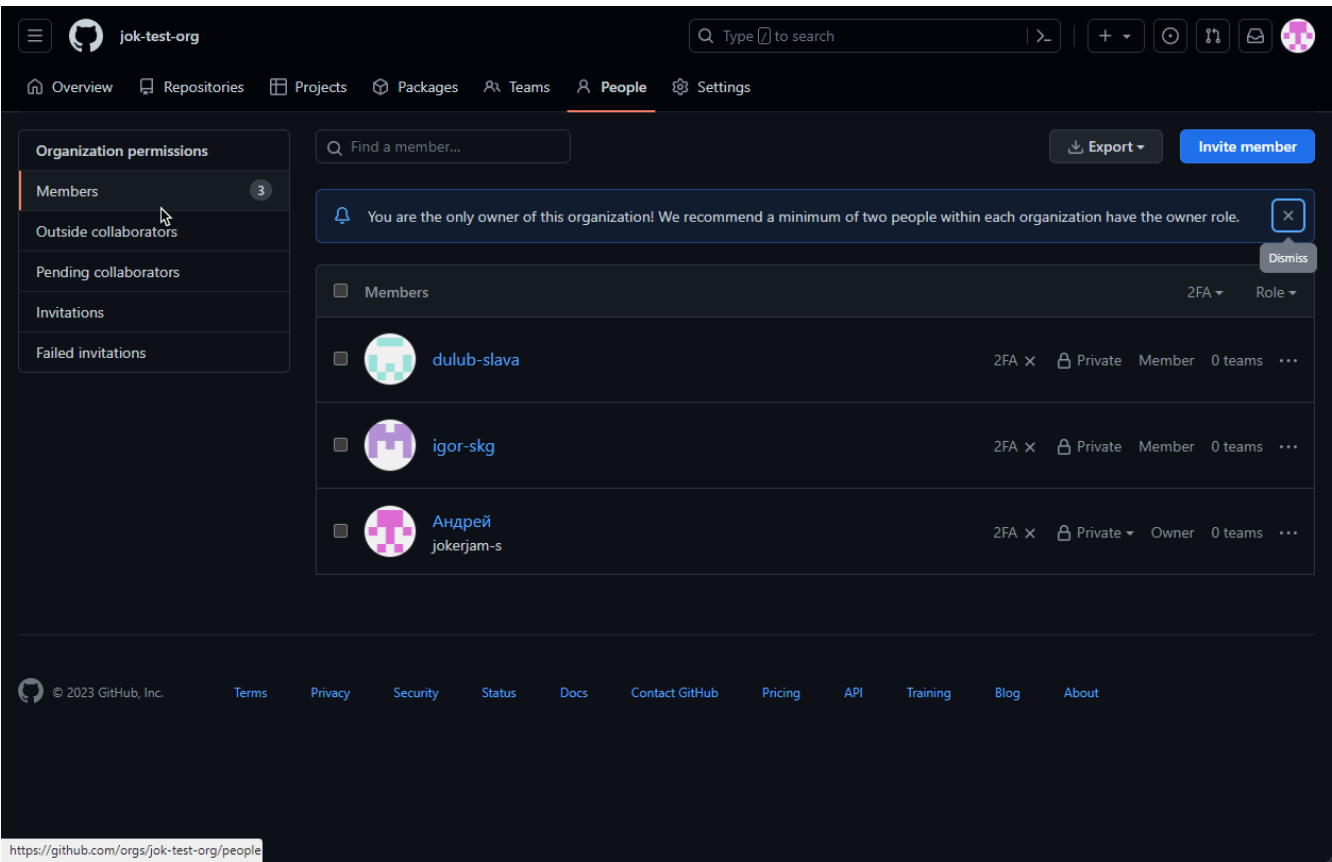 jok-test-org
Type / to search
Overview Repositories Projects Packages Teams People Settings
Organization permissions
Members 3
Outside collaborators
Pending collaborators
Invitations
Failed invitations
Find a member...
Export
Invite member
You are the only owner of this organization! We recommend a minimum of two people within each organization have the owner role.
Dismiss
Members 2FA Role
dulub-slava 2FA Private Member 0 teams
igor-skg 2FA Private Member 0 teams
Андрей
jokerjam-s 2FA Private Owner 0 teams
© 2023 GitHub, Inc. Terms Privacy Security Status Docs Contact GitHub Pricing API Training Blog About
https://github.com/orgs/jok-test-org/people